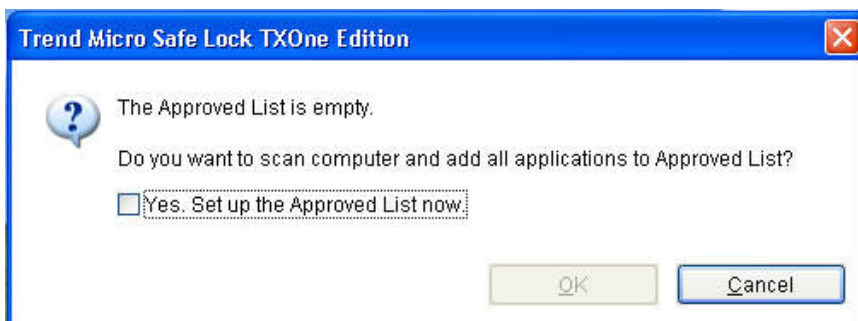 Trend Micro Safe Lock TXOne Edition
The Approved List is empty.
Do you want to scan computer and add all applications to Approved List?
Yes. Set up the Approved List now.
OK
Cancel